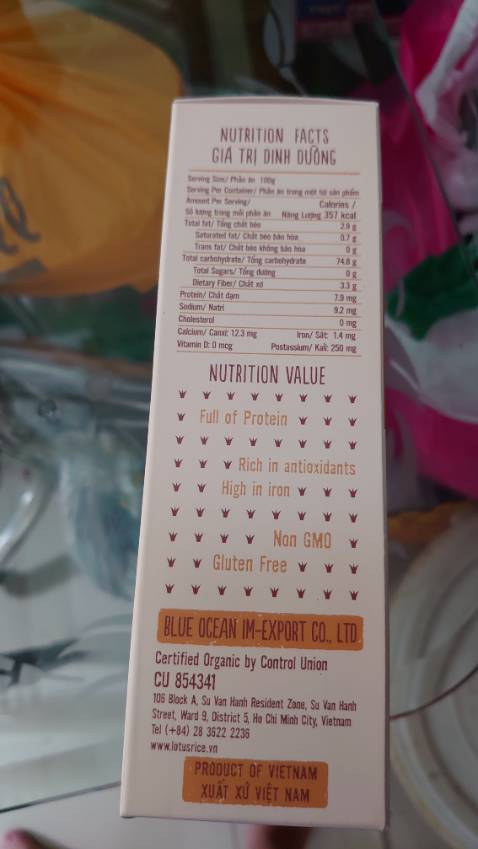 NUTRITION FACTS
GIÁ TRỊ DINH DƯỠNG
Serving Size/ Phần ăn 100g
Serving Per Container/ Phần ăn trong một túi sản phẩm
Amount Per Serving/ Calories /
Số lượng trong mỗi phần ăn Năng Lượng 357 kcal
Total fat/ Tổng chất béo 2.9 g
Saturated fat/ Chất béo bão hòa 0.7 g
Trans fat/ Chất béo không bão hòa 0 g
Total carbohydrate/ Tổng carbohydrate 74.8 g
Total Sugars/ Tổng đường 0 g
Dietary Fiber/ Chất xơ 3.3 g
Protein/ Chất đạm 7.9 mg
Sodium/ Natri 9.2 mg
Cholesterol 0 mg
Calcium/ Canxi: 12.3 mg Iron/ Sắt: 1.4 mg
Vitamin D: 0 mcg Postassium/ Kali: 250 mg
NUTRITION VALUE
Full of Protein
Rich in antioxidants
High in iron
Non GMO
Gluten Free
BLUE OCEAN IM-EXPORT CO., LTD
Certified Organic by Control Union
CU 854341
106 Block A, Su Van Hanh Resident Zone, Su Van Hanh
Street, Ward 9, District 5, Ho Chi Minh City, Vietnam
Tel (+84) 28 3622 2236
www.lotusrice.vn
PRODUCT OF VIETNAM
XUẤT XỨ VIỆT NAM